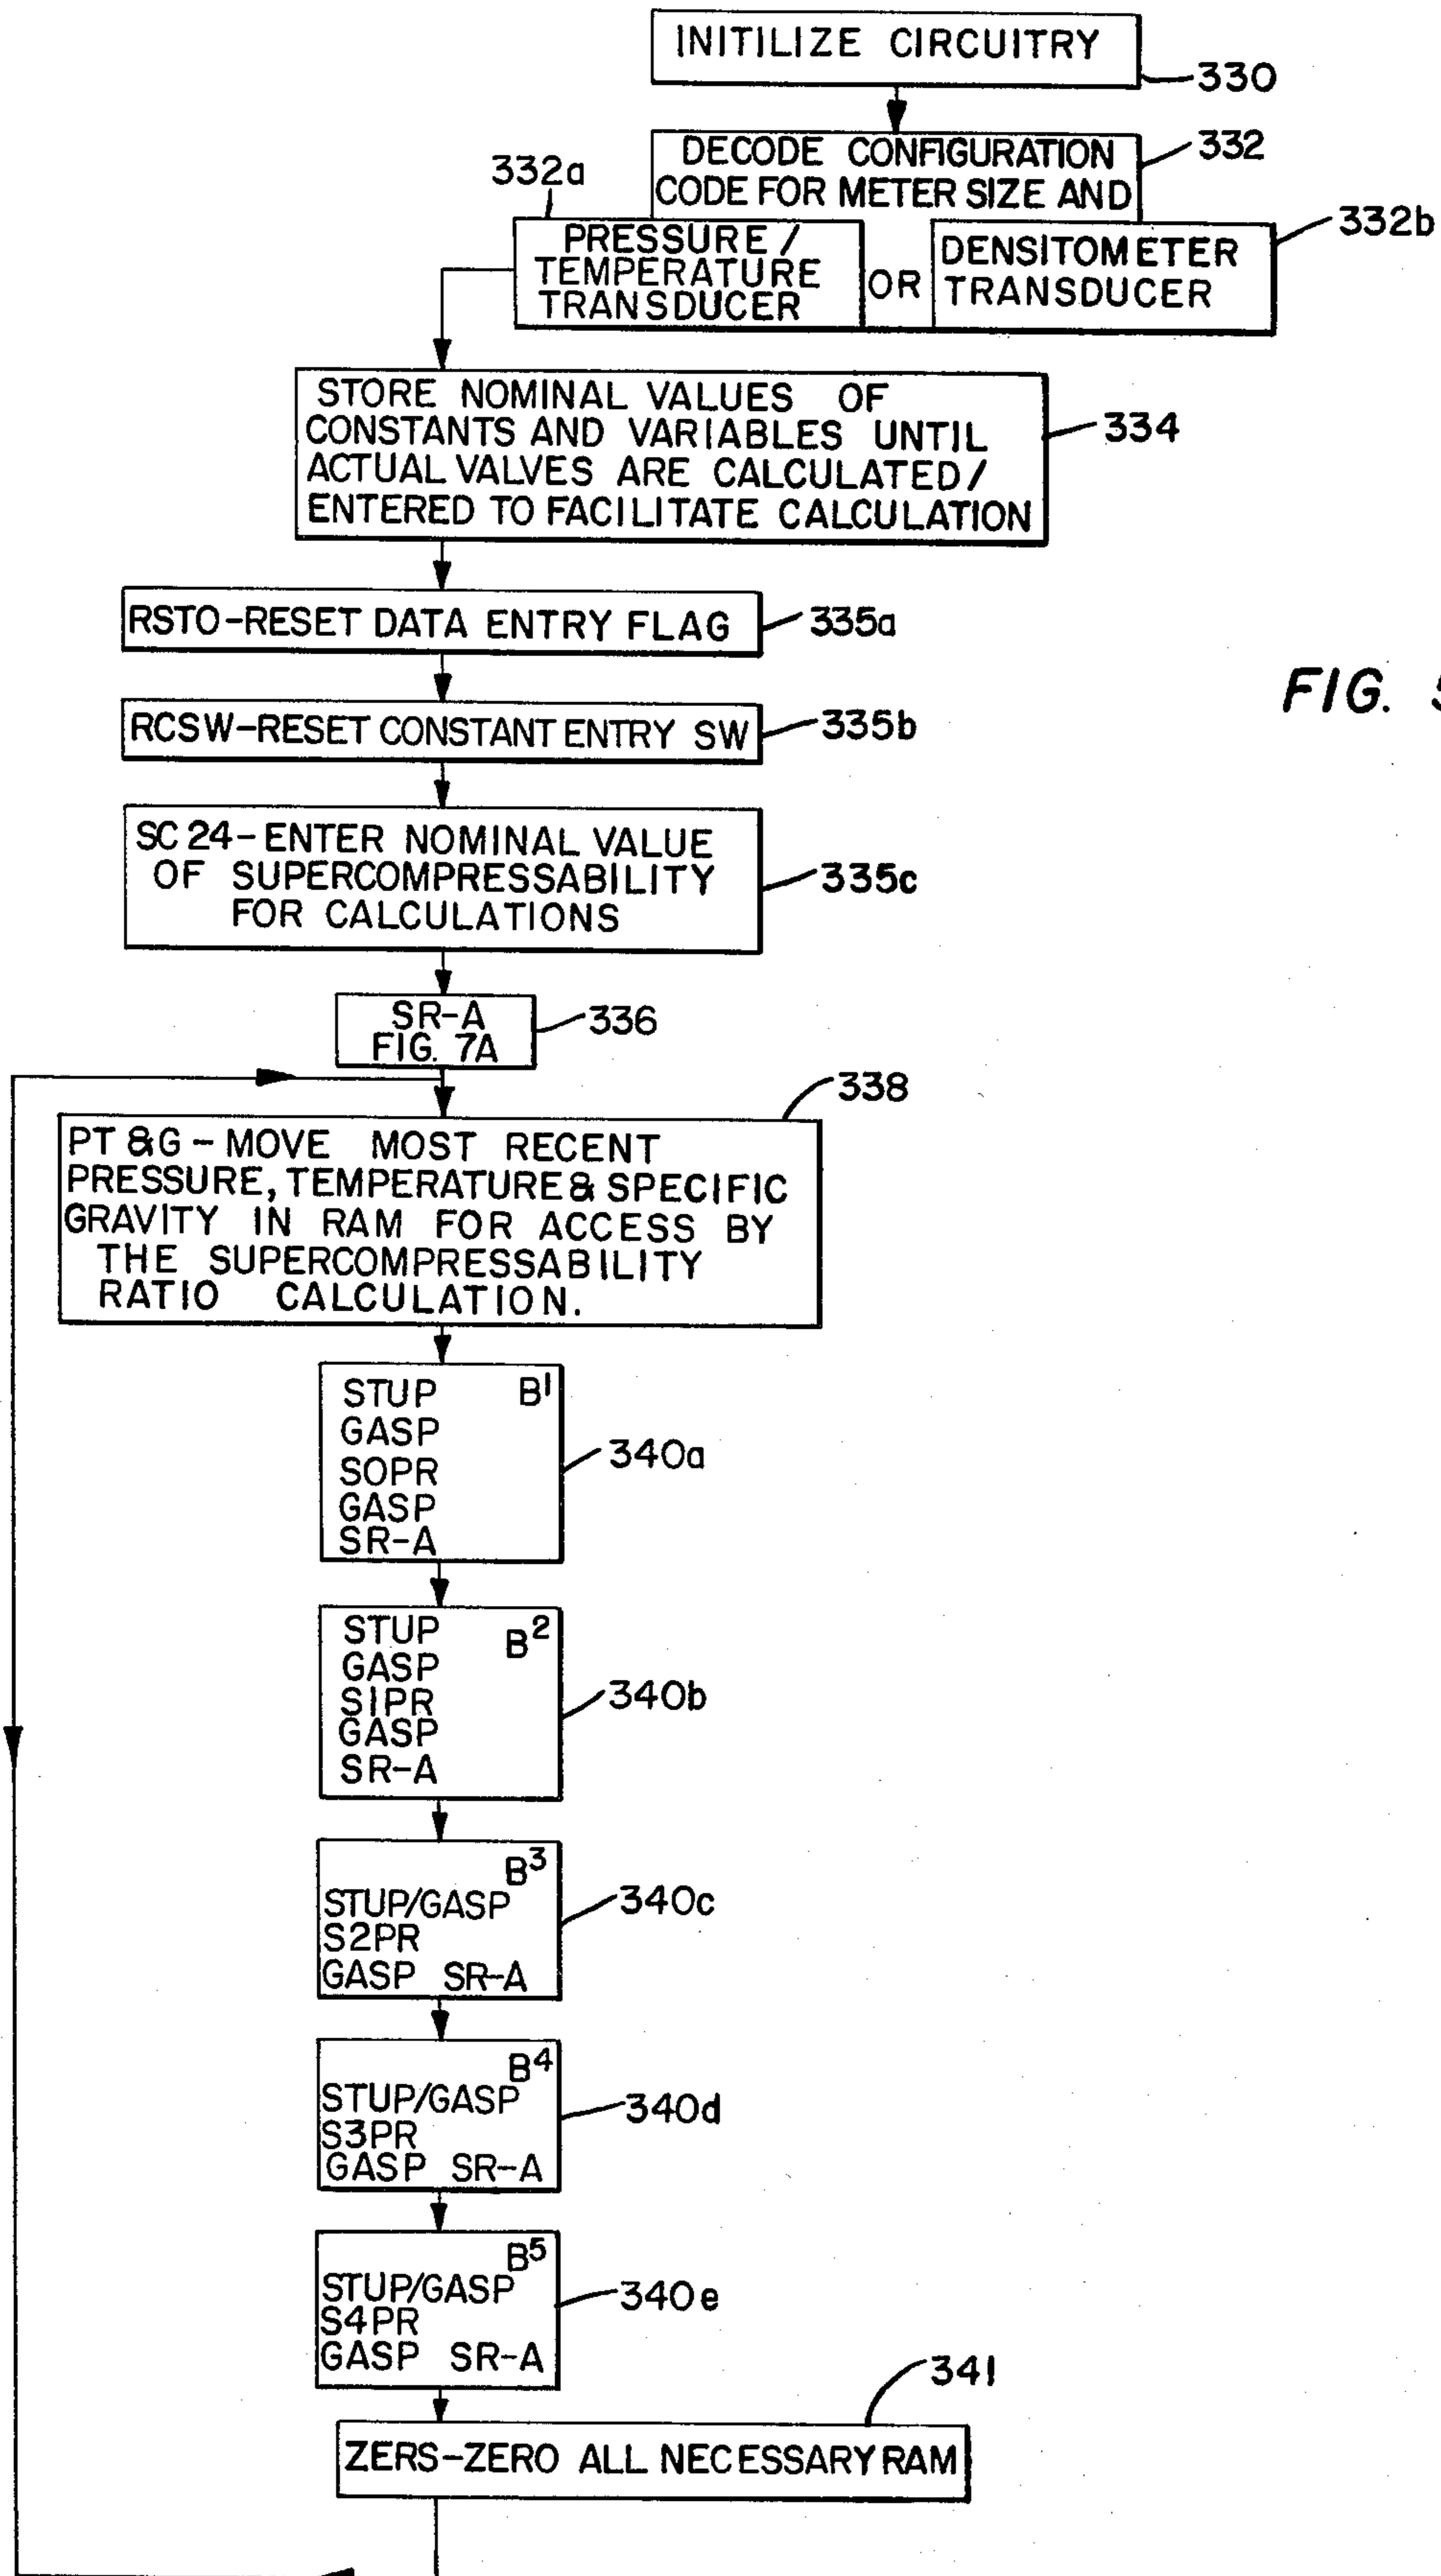 INITILIZE CIRCUITRY
330
DECODE CONFIGURATION
CODE FOR METER SIZE AND
332
332a
PRESSURE /
TEMPERATURE
TRANSDUCER
OR
DENSITOMETER
TRANSDUCER
332b
STORE NOMINAL VALUES OF
CONSTANTS AND VARIABLES UNTIL
ACTUAL VALVES ARE CALCULATED /
ENTERED TO FACILITATE CALCULATION
334
RSTO-RESET DATA ENTRY FLAG
335a
FIG.
RCSW-RESET CONSTANT ENTRY SW
335b
SC 24-ENTER NOMINAL VALUE
OF SUPERCOMPRESSABILITY
FOR CALCULATIONS
335c
SR-A
FIG. 7A
336
338
PT &G - MOVE MOST RECENT
PRESSURE, TEMPERATURE & SPECIFIC
GRAVITY IN RAM FOR ACCESS BY
THE SUPERCOMPRESSABILITY
RATIO CALCULATION.
STUP B¹
GASP
SOPR
GASP
SR-A
340a
STUP B²
GASP
S1PR
GASP
SR-A
340b
B³
STUP/GASP
S2PR
GASP SR-A
340c
B⁴
STUP/GASP
S3PR
GASP SR-A
340d
B⁵
STUP/GASP
S4PR
GASP SR-A
340e
341
ZERS-ZERO ALL NECESSARY RAM